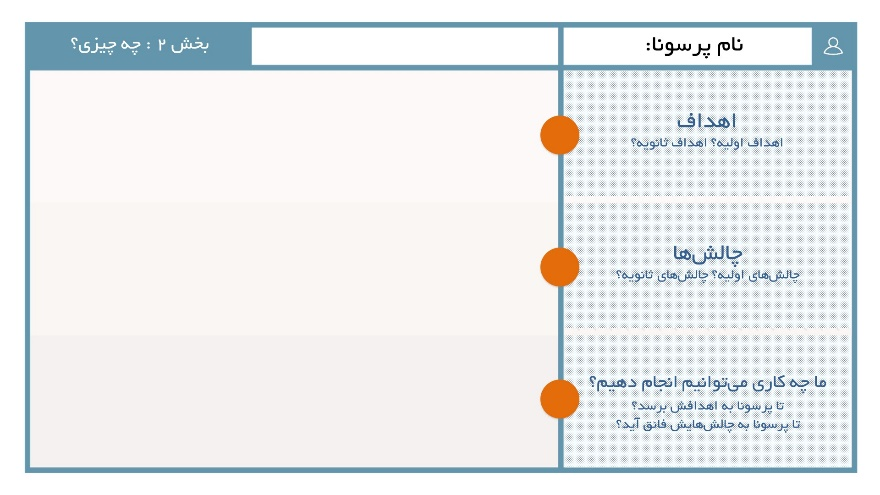 نام پرسونا:
بخش ۲ : چه چیزی؟
اهداف
اهداف اولیه؟ اهداف ثانویه؟
چالش‌ها
چالش‌های اولیه؟ چالش‌های ثانویه؟
ما چه کاری می‌توانیم انجام دهیم؟
تا پرسونا به اهدافش برسد؟
تا پرسونا به چالش‌هایش فائق آید؟